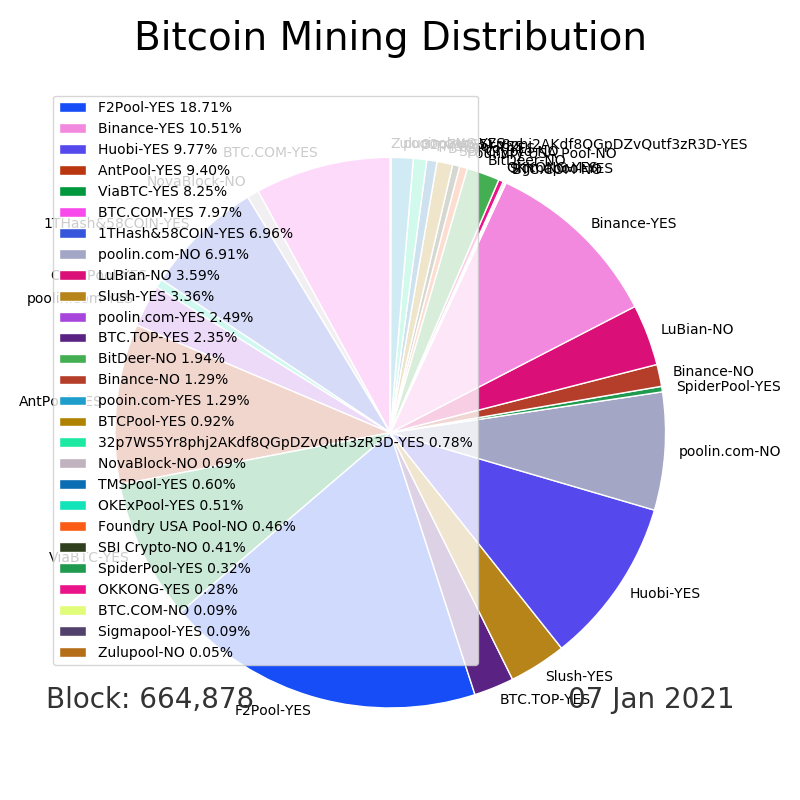 Bitcoin Mining Distribution
F2Pool-YES 18.71%
Binance-YES 10.51%
Huobi-YES 9.77%
AntPool-YES 9.40%
ViaBTC-YES 8.25%
BTC.COM-YES 7.97%
1THash&58COIN-YES 6.96%
poolin.com-NO 6.91%
LuBian-NO 3.59%
Slush-YES 3.36%
poolin.com-YES 2.49%
BTC.TOP-YES 2.35%
BitDeer-NO 1.94%
Binance-NO 1.29%
pooin.com-YES 1.29%
BTCPool-YES 0.92%
32p7WS5Yr8phj2AKdf8QGpDZvQutf3zR3D-YES 0.78%
NovaBlock-NO 0.69%
TMSPool-YES 0.60%
OKExPool-YES 0.51%
Foundry USA Pool-NO 0.46%
SBI Crypto-NO 0.41%
SpiderPool-YES 0.32%
OKKONG-YES 0.28%
BTC.COM-NO 0.09%
Sigmapool-YES 0.09%
Zulupool-NO 0.05%
BTC.COM-YES
NovaBlock-NO
1THash&58COIN-YES
AntPool-YES
ViaBTC-YES
F2Pool-YES
BTC.TOP-YES
Slush-YES
Huobi-YES
poolin.com-NO
SpiderPool-YES
Binance-NO
LuBian-NO
Binance-YES
BitDeer-NO
Block: 664,878
07 Jan 2021